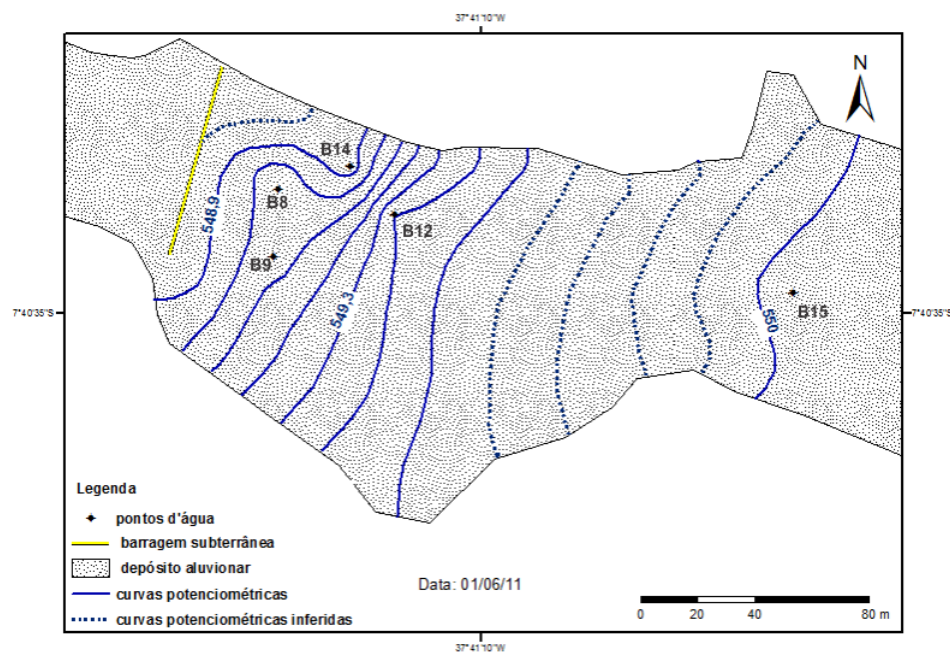 37°41'10"W
N
B14
B8
548,9
B12
B9
B15
7°40'35"S
7°40'35"S
549,3
550
Legenda
pontos d'água
barragem subterrânea
depósito aluvionar
curvas potenciométricas
curvas potenciométricas inferidas
Data: 01/06/11
0 20 40 80 m
37°41'10"W